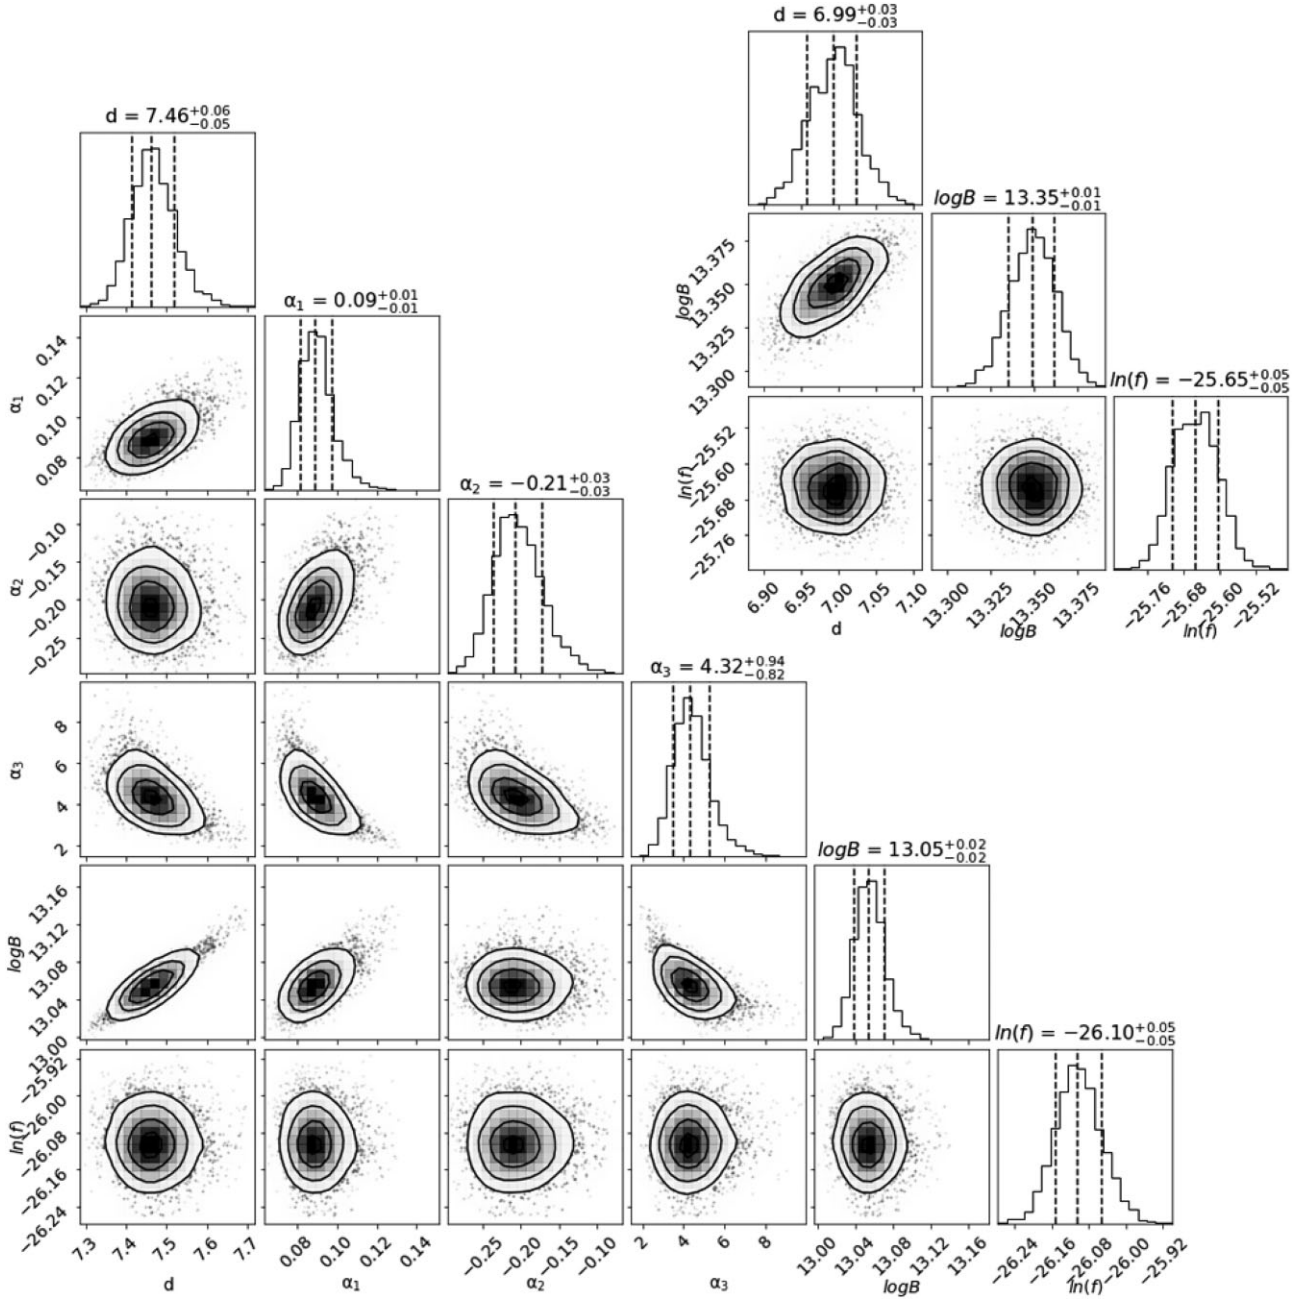 d = 6.99+0.03 −0.03
d = 7.46+0.06 −0.05
logB = 13.35+0.01 −0.01
α1 = 0.09+0.01 −0.01
ln(f) = −25.65+0.05 −0.05
α2 = −0.21+0.03 −0.03
α3 = 4.32+0.94 −0.82
logB = 13.05+0.02 −0.02
ln(f) = −26.10+0.05 −0.05
logB
13.375
13.350
13.325
13.300
ln(f)
−25.52
−25.60
−25.68
−25.76
6.90 6.95 7.00 7.05 7.10
d
13.300 13.325 13.350 13.375
logB
−25.76 −25.68 −25.60 −25.52
ln(f)
α1
0.14
0.12
0.10
0.08
α2
−0.10
−0.15
−0.20
−0.25
α3
8
6
4
2
logB
13.16
13.12
13.08
13.04
13.00
ln(f)
−25.92
−26.00
−26.08
−26.16
−26.24
7.3 7.4 7.5 7.6 7.7
d
0.08 0.10 0.12 0.14
α1
−0.25 −0.20 −0.15 −0.10
α2
2 4 6 8
α3
13.00 13.04 13.08 13.12 13.16
logB
−26.24 −26.16 −26.08 −26.00 −25.92
ln(f)